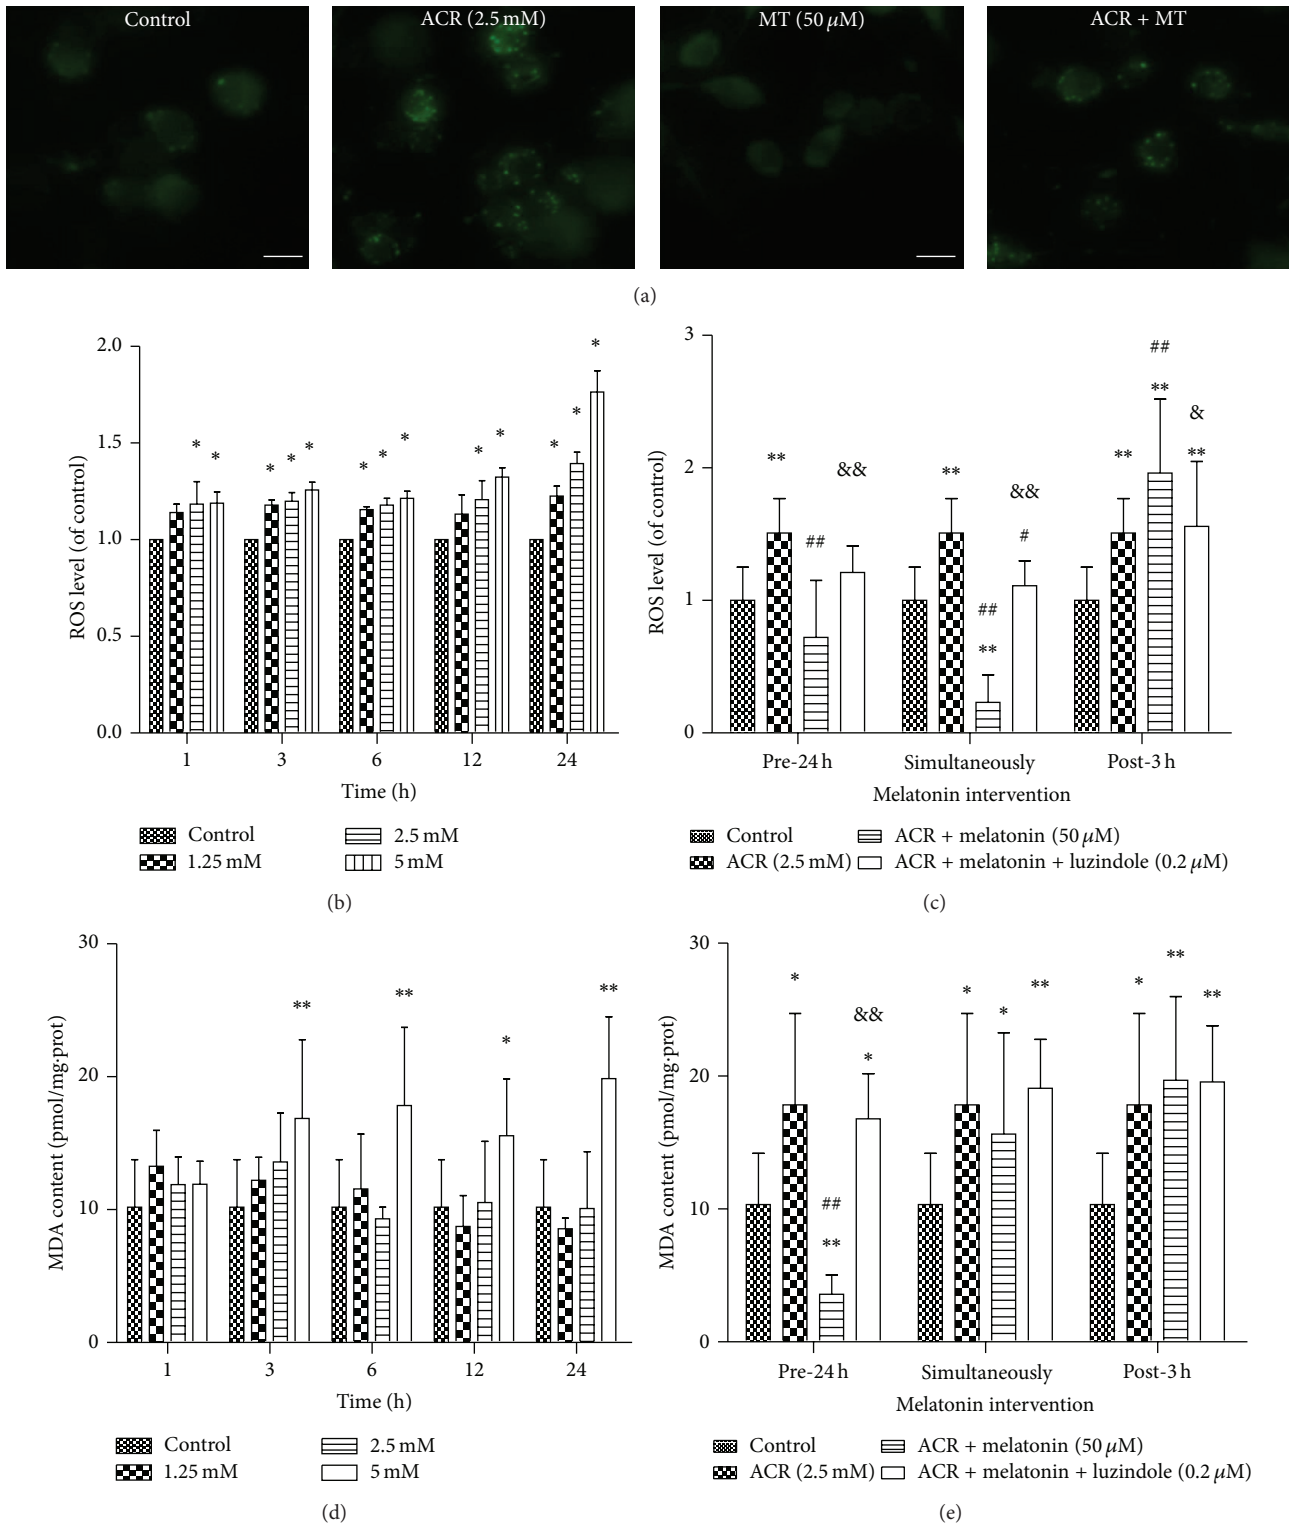 Control
ACR (2.5 mM)
MT (50 μM)
ACR + MT
(a)
2.0
1.5
1.0
0.5
0.0
ROS level (of control)
* *
* * *
* * *
* *
* * *
1 3 6 12 24
Time (h)
Control
1.25 mM
2.5 mM
5 mM
(b)
3
2
1
0
ROS level (of control)
** ## &&
** ## ** && #
** ## ** & **
Pre-24 h Simultaneously Post-3 h
Melatonin intervention
Control
ACR (2.5 mM)
ACR + melatonin (50 μM)
ACR + melatonin + luzindole (0.2 μM)
(c)
30
20
10
0
MDA content (pmol/mg·prot)
** ** * **
1 3 6 12 24
Time (h)
Control
1.25 mM
2.5 mM
5 mM
(d)
30
20
10
0
MDA content (pmol/mg·prot)
* ## ** && *
* * **
* ** **
Pre-24 h Simultaneously Post-3 h
Melatonin intervention
Control
ACR (2.5 mM)
ACR + melatonin (50 μM)
ACR + melatonin + luzindole (0.2 μM)
(e)